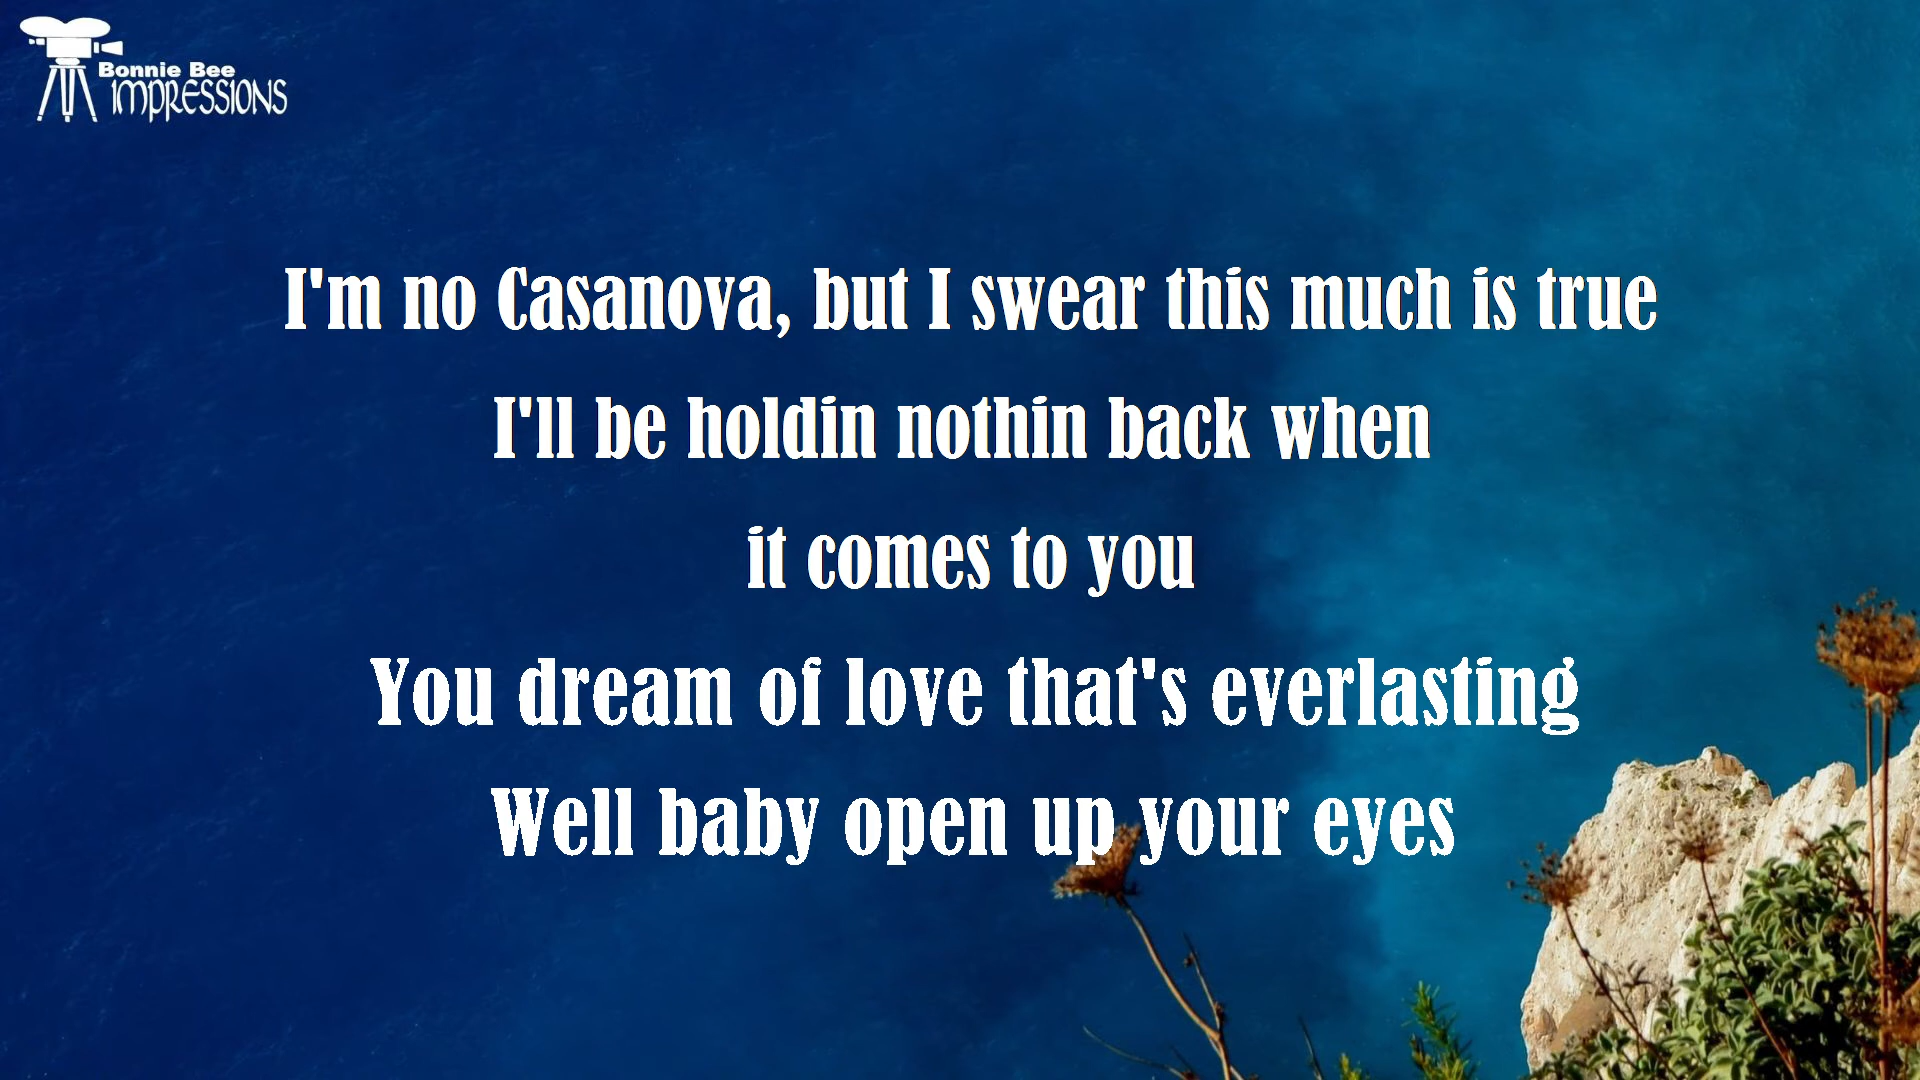 Bonnie Bee
IMPRESSIONS
I'm no Casanova, but I swear this much is true
I'll be holdin nothin back when
it comes to you
You dream of love that's everlasting
Well baby open up your eyes